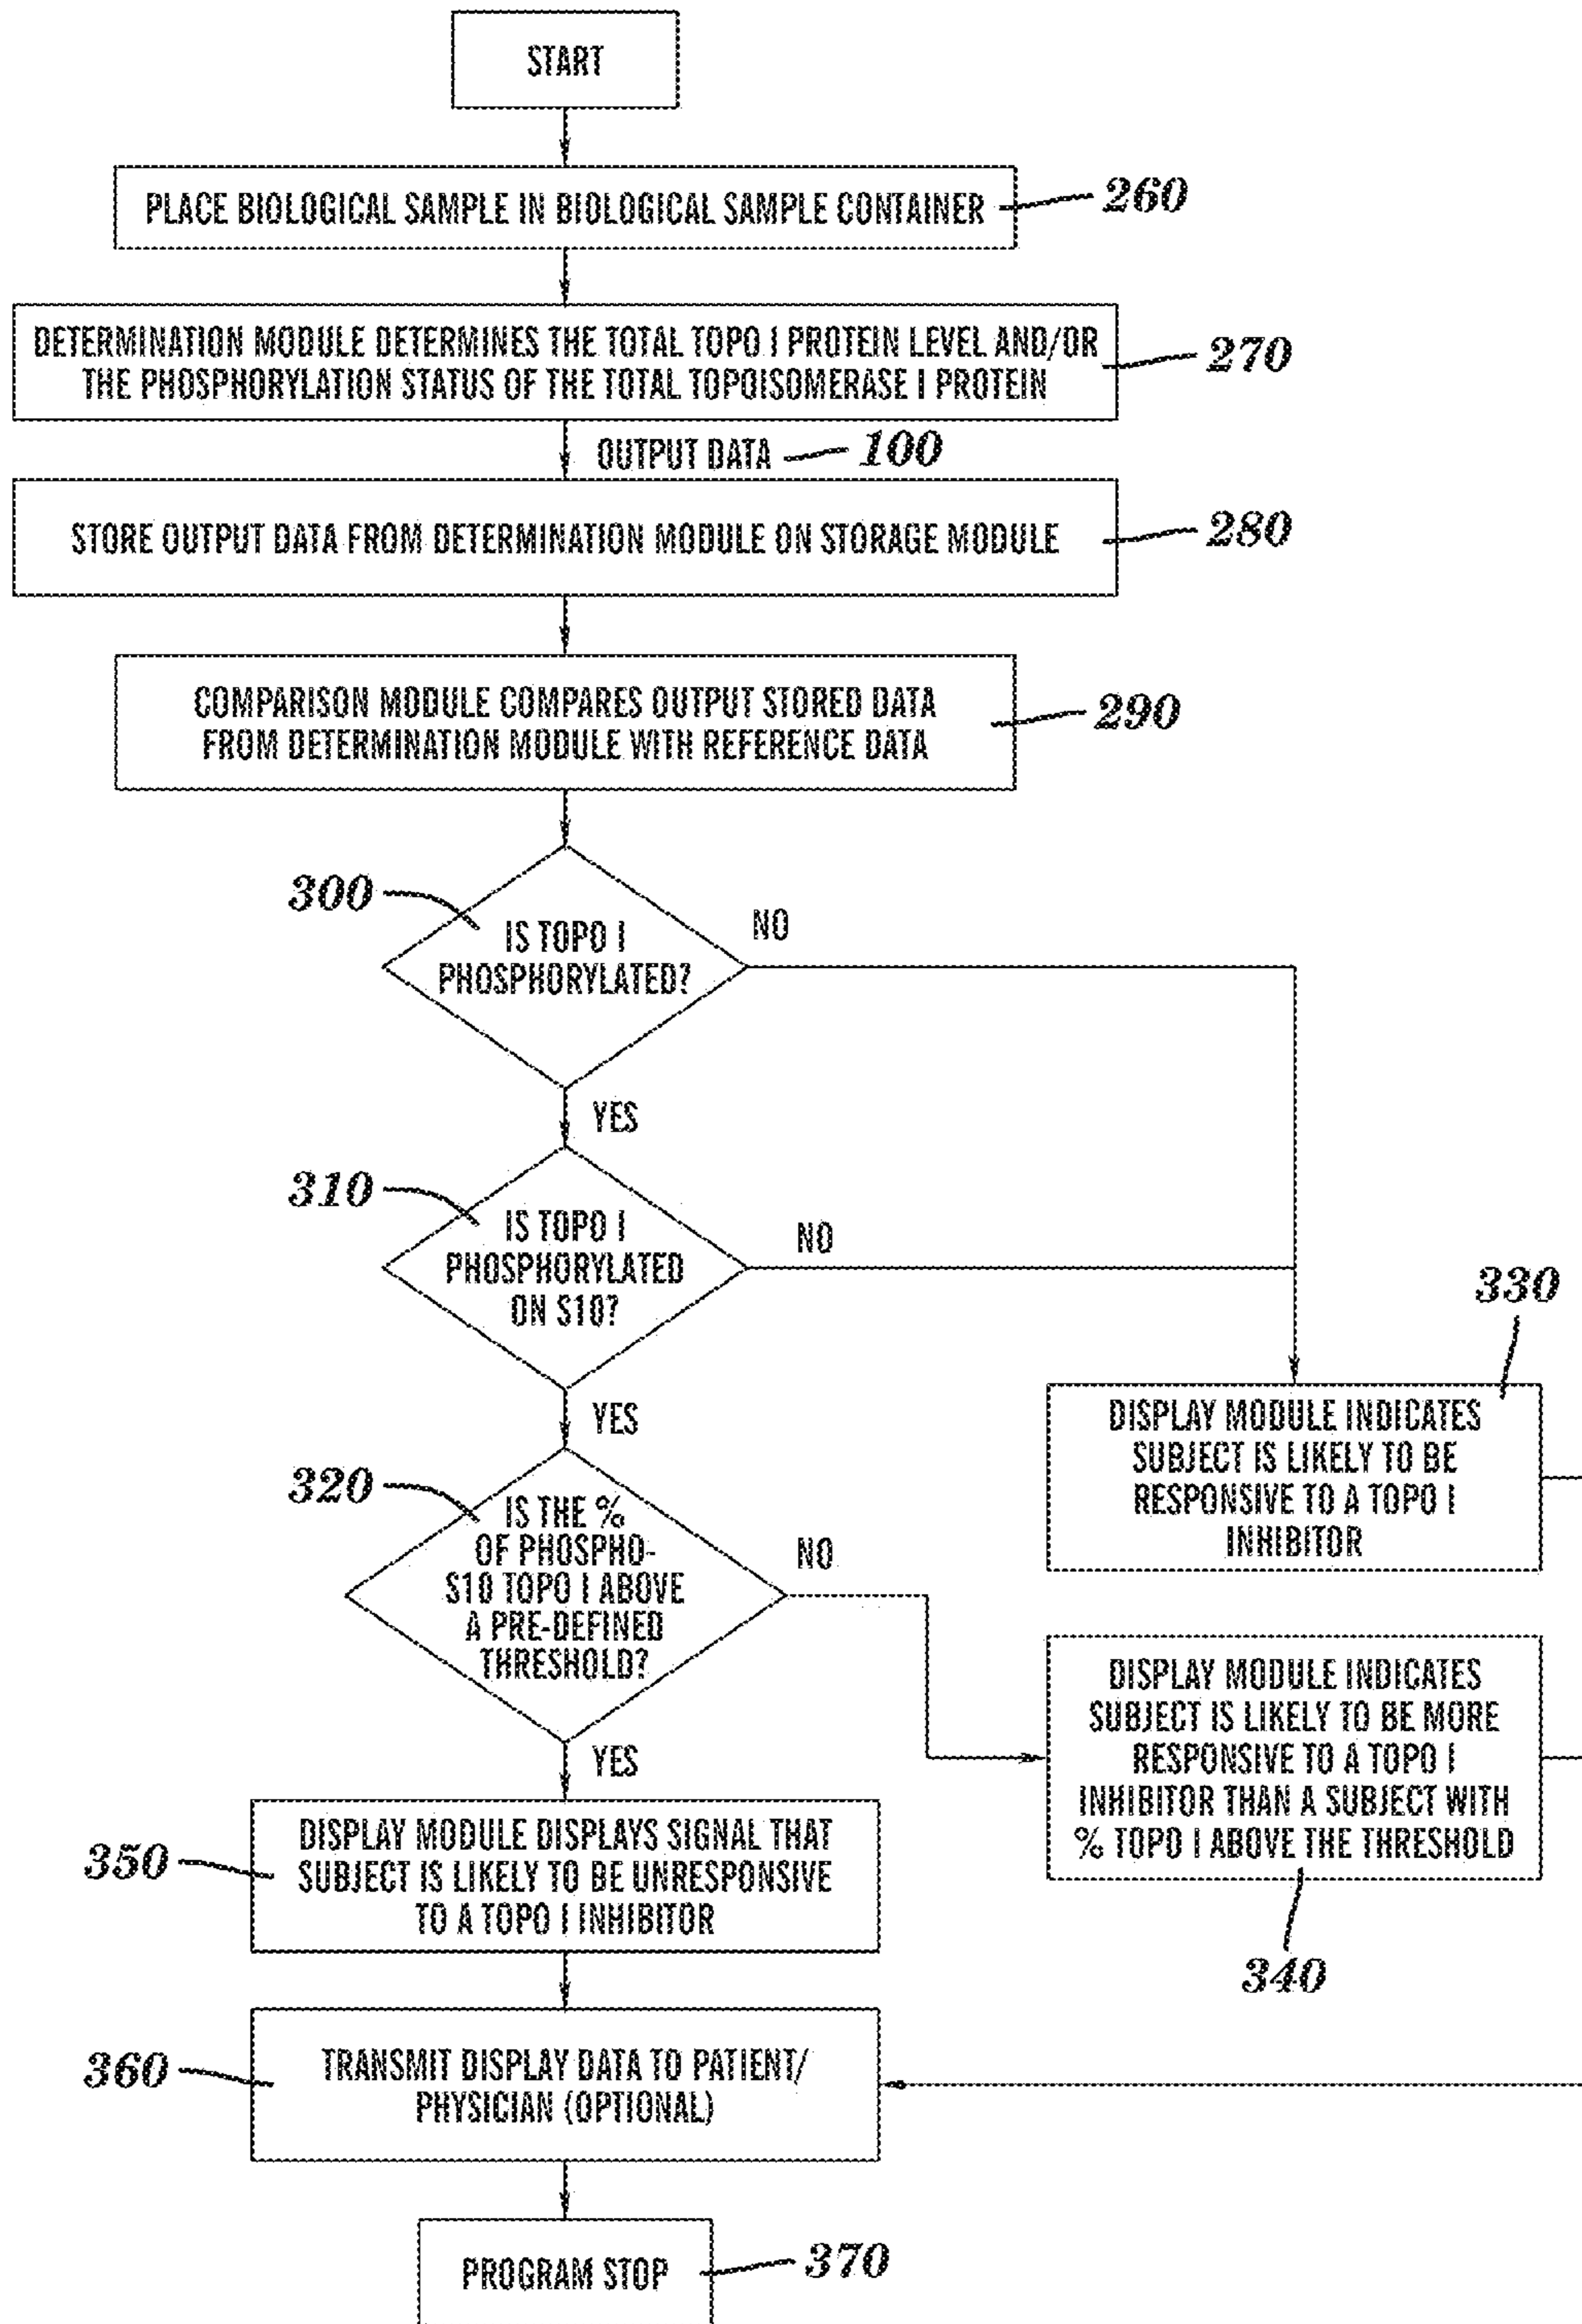 START
PLACE BIOLOGICAL SAMPLE IN BIOLOGICAL SAMPLE CONTAINER
260
DETERMINATION MODULE DETERMINES THE TOTAL TOPO I PROTEIN LEVEL AND/OR
THE PHOSPHORYLATION STATUS OF THE TOTAL TOPOISOMERASE I PROTEIN
270
OUTPUT DATA
100
STORE OUTPUT DATA FROM DETERMINATION MODULE ON STORAGE MODULE
280
COMPARISON MODULE COMPARES OUTPUT STORED DATA
FROM DETERMINATION MODULE WITH REFERENCE DATA
290
300
IS TOPO I
PHOSPHORYLATED?
NO
YES
310
IS TOPO I
PHOSPHORYLATED
ON S10?
NO
YES
320
IS THE %
OF PHOSPHO-
S10 TOPO I ABOVE
A PRE-DEFINED
THRESHOLD?
NO
YES
330
DISPLAY MODULE INDICATES
SUBJECT IS LIKELY TO BE
RESPONSIVE TO A TOPO I
INHIBITOR
DISPLAY MODULE INDICATES
SUBJECT IS LIKELY TO BE MORE
RESPONSIVE TO A TOPO I
INHIBITOR THAN A SUBJECT WITH
% TOPO I ABOVE THE THRESHOLD
340
350
DISPLAY MODULE DISPLAYS SIGNAL THAT
SUBJECT IS LIKELY TO BE UNRESPONSIVE
TO A TOPO I INHIBITOR
360
TRANSMIT DISPLAY DATA TO PATIENT/
PHYSICIAN (OPTIONAL)
PROGRAM STOP
370